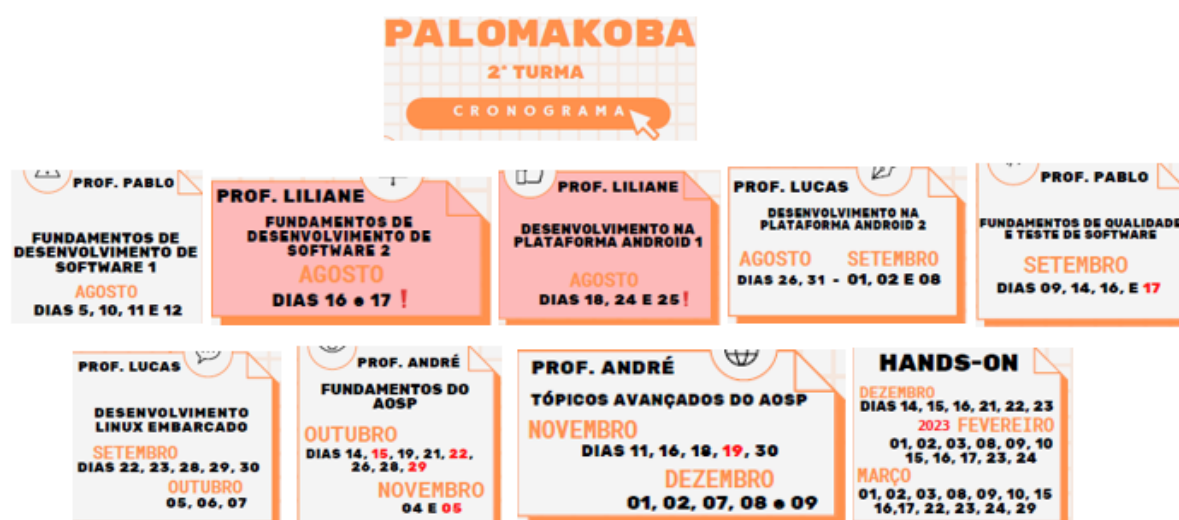 PALOMAKOBA
2ª TURMA
CRONOGRAMA
PROF. PABLO
FUNDAMENTOS DE
DESENVOLVIMENTO DE
SOFTWARE 1
AGOSTO
DIAS 5, 10, 11 E 12
PROF. LILIANE
FUNDAMENTOS DE
DESENVOLVIMENTO DE
SOFTWARE 2
AGOSTO
DIAS 16 e 17 !
PROF. LILIANE
DESENVOLVIMENTO NA
PLATAFORMA ANDROID 1
AGOSTO
DIAS 18, 24 E 25 !
PROF. LUCAS
DESENVOLVIMENTO NA
PLATAFORMA ANDROID 2
AGOSTO SETEMBRO
DIAS 26, 31 - 01, 02 E 08
PROF. PABLO
FUNDAMENTOS DE QUALIDADE
E TESTE DE SOFTWARE
SETEMBRO
DIAS 09, 14, 16, E 17
PROF. LUCAS
DESENVOLVIMENTO
LINUX EMBARCADO
SETEMBRO
DIAS 22, 23, 28, 29, 30
OUTUBRO
05, 06, 07
PROF. ANDRÉ
FUNDAMENTOS DO
AOSP
OUTUBRO
DIAS 14, 15, 19, 21, 22,
26, 28, 29
NOVEMBRO
04 E 05
PROF. ANDRÉ
TÓPICOS AVANÇADOS DO AOSP
NOVEMBRO
DIAS 11, 16, 18, 19, 30
DEZEMBRO
01, 02, 07, 08 e 09
HANDS-ON
DEZEMBRO
DIAS 14, 15, 16, 21, 22, 23
2023 FEVEREIRO
01, 02, 03, 08, 09, 10
15, 16, 17, 23, 24
MARÇO
01, 02, 03, 08, 09, 10, 15
16,17, 22, 23, 24, 29